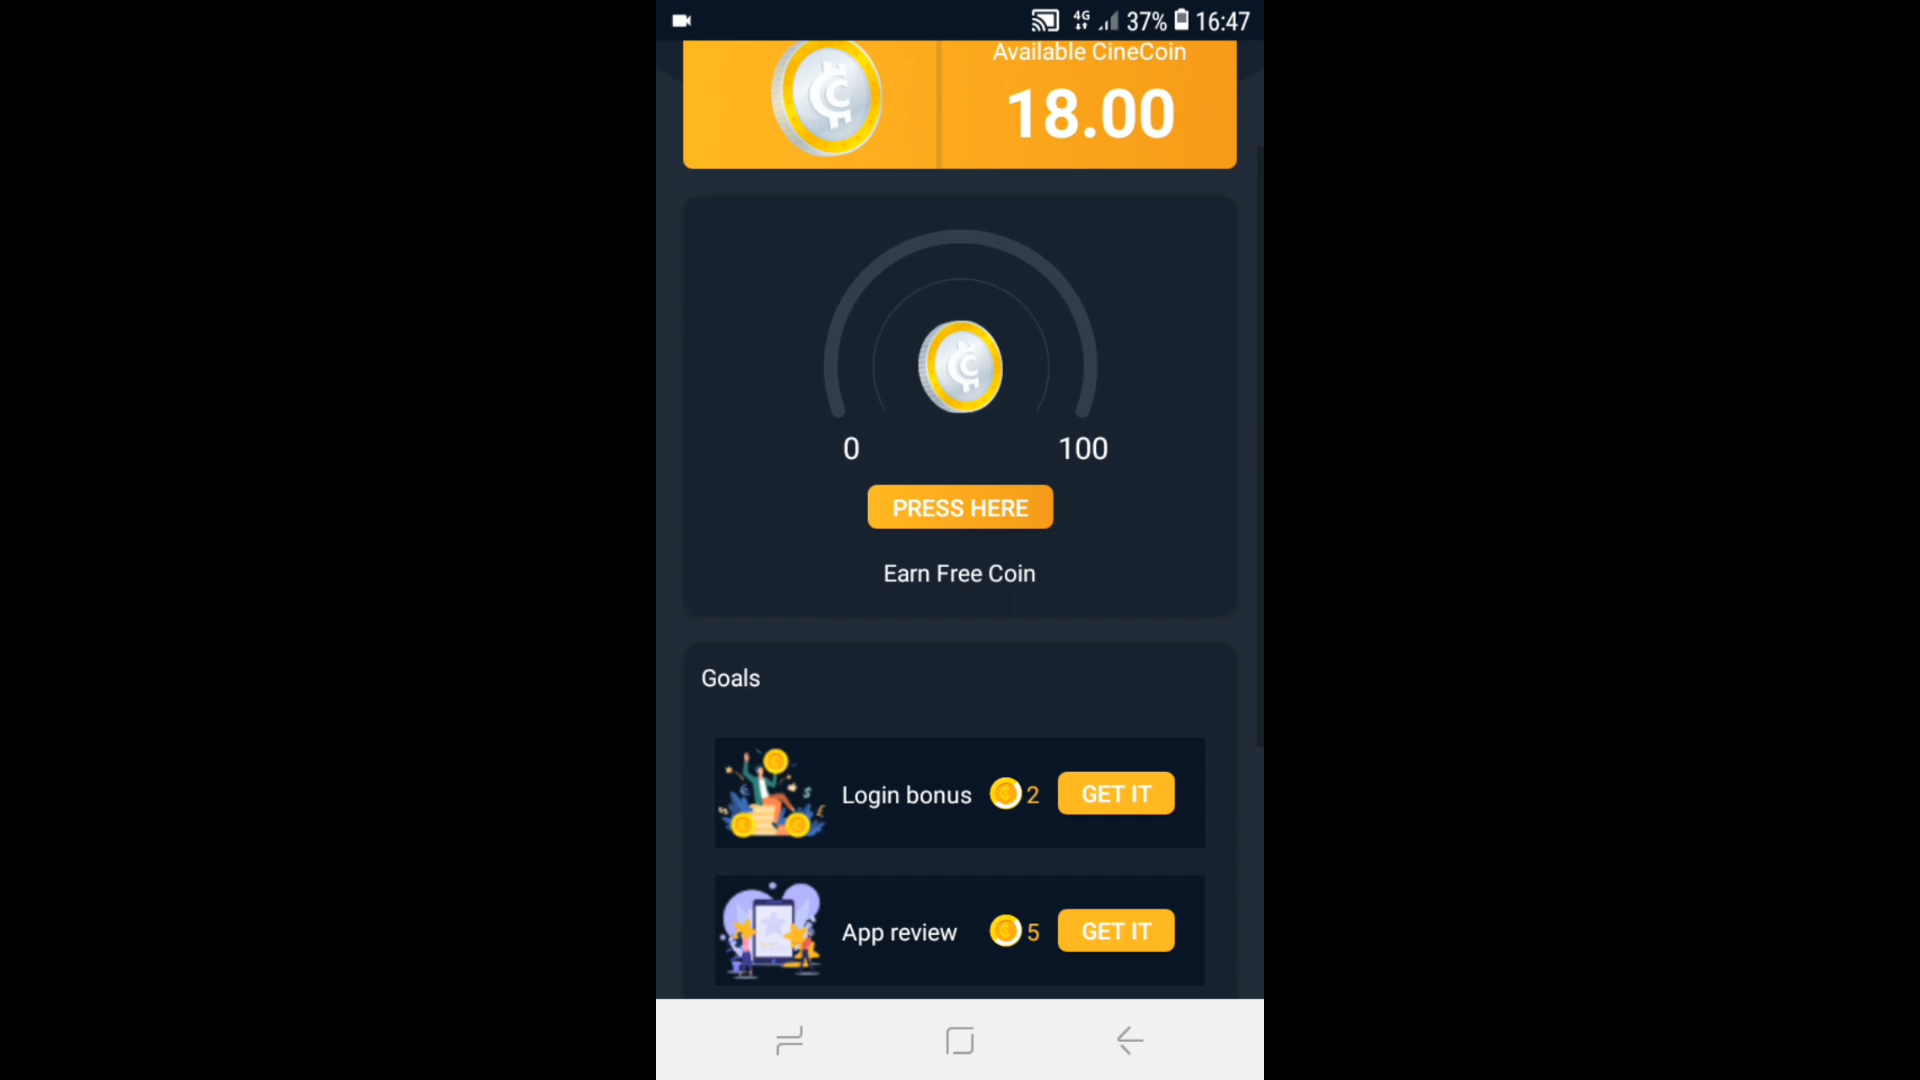 4G 37% 16:47
Available CineCoin
18.00
0 100
PRESS HERE
Earn Free Coin
Goals
Login bonus 2 GET IT
App review 5 GET IT